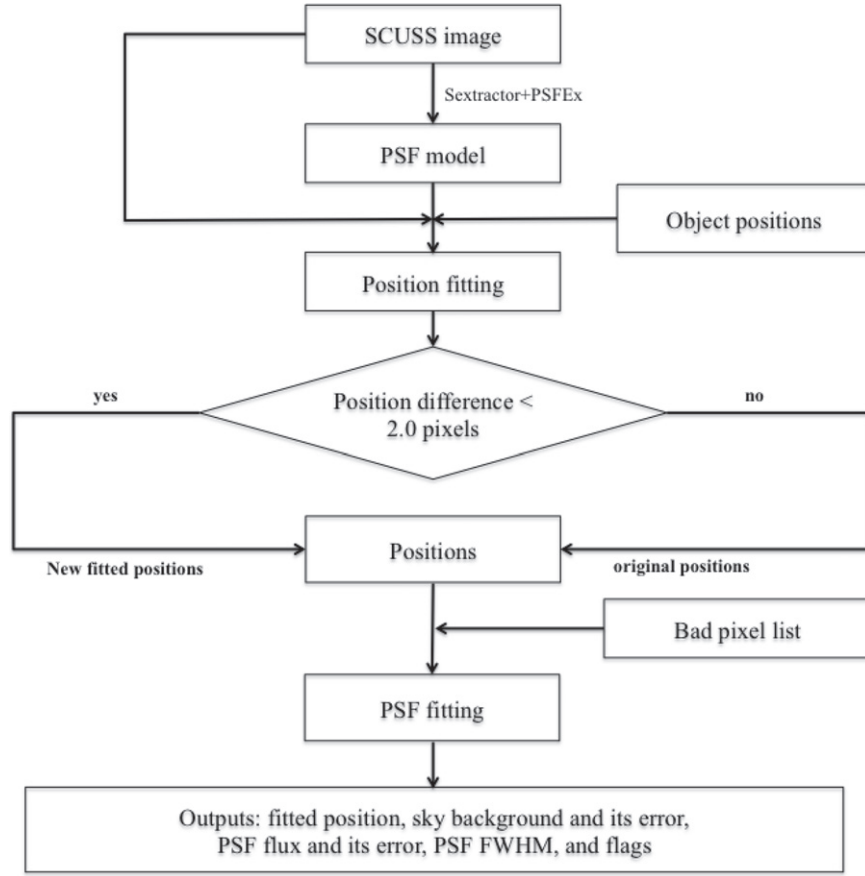 SCUSS image
Sextractor+PSFEx
PSF model
Object positions
Position fitting
yes
Position difference <
2.0 pixels
no
Positions
New fitted positions
original positions
Bad pixel list
PSF fitting
Outputs: fitted position, sky background and its error,
PSF flux and its error, PSF FWHM, and flags